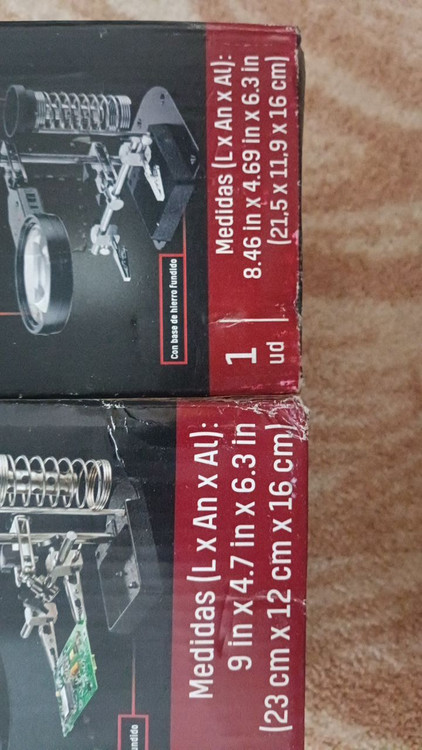 Medidas (L x An x Al):
8.46 in x 4.69 in x 6.3 in
(21.5 x 11.9 x 16 cm)
Con base de hierro fundido
1
ud
Medidas (L x An x Al):
9 in x 4.7 in x 6.3 in
(23 cm x 12 cm x 16 cm)